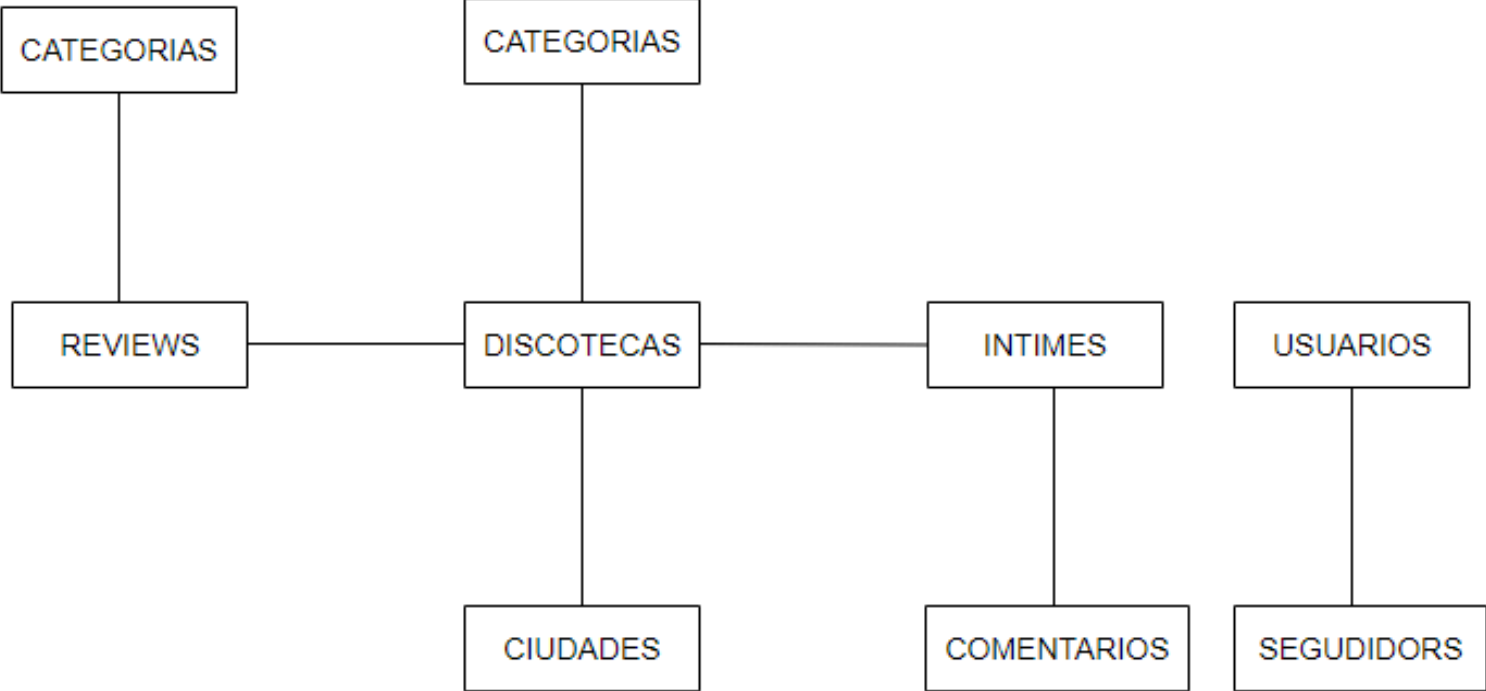 CATEGORIAS
CATEGORIAS
REVIEWS
DISCOTECAS
INTIMES
USUARIOS
CIUDADES
COMENTARIOS
SEGUDIDORS